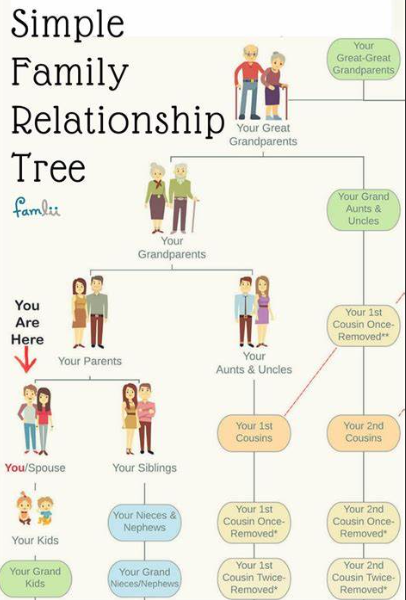 Simple
Family
Relationship
Tree
famlii
Your
Great-Great
Grandparents
Your Great
Grandparents
Your Grand
Aunts &
Uncles
Your
Grandparents
You
Are
Here
Your 1st
Cousin Once-
Removed**
Your Parents
Your
Aunts & Uncles
Your 1st
Cousins
Your 2nd
Cousins
You/Spouse
Your Siblings
Your Kids
Your Nieces &
Nephews
Your 1st
Cousin Once-
Removed*
Your 2nd
Cousin Once-
Removed*
Your Grand
Kids
Your Grand
Nieces/Nephews
Your 1st
Cousin Twice-
Removed*
Your 2nd
Cousin Twice-
Removed*